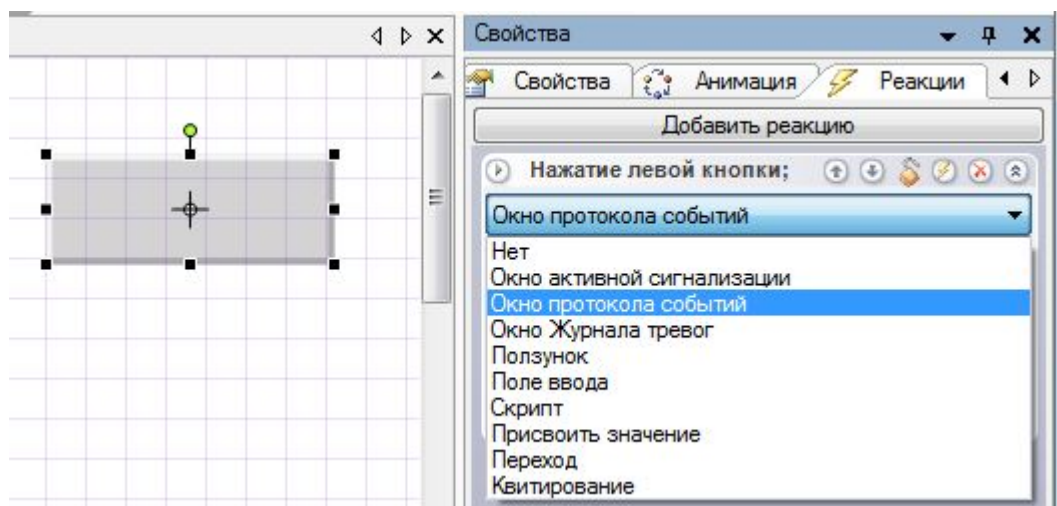 Свойства
Свойства Анимация Реакции
Добавить реакцию
Нажатие левой кнопки;
Окно протокола событий
Нет
Окно активной сигнализации
Окно протокола событий
Окно Журнала тревог
Ползунок
Поле ввода
Скрипт
Присвоить значение
Переход
Квитирование